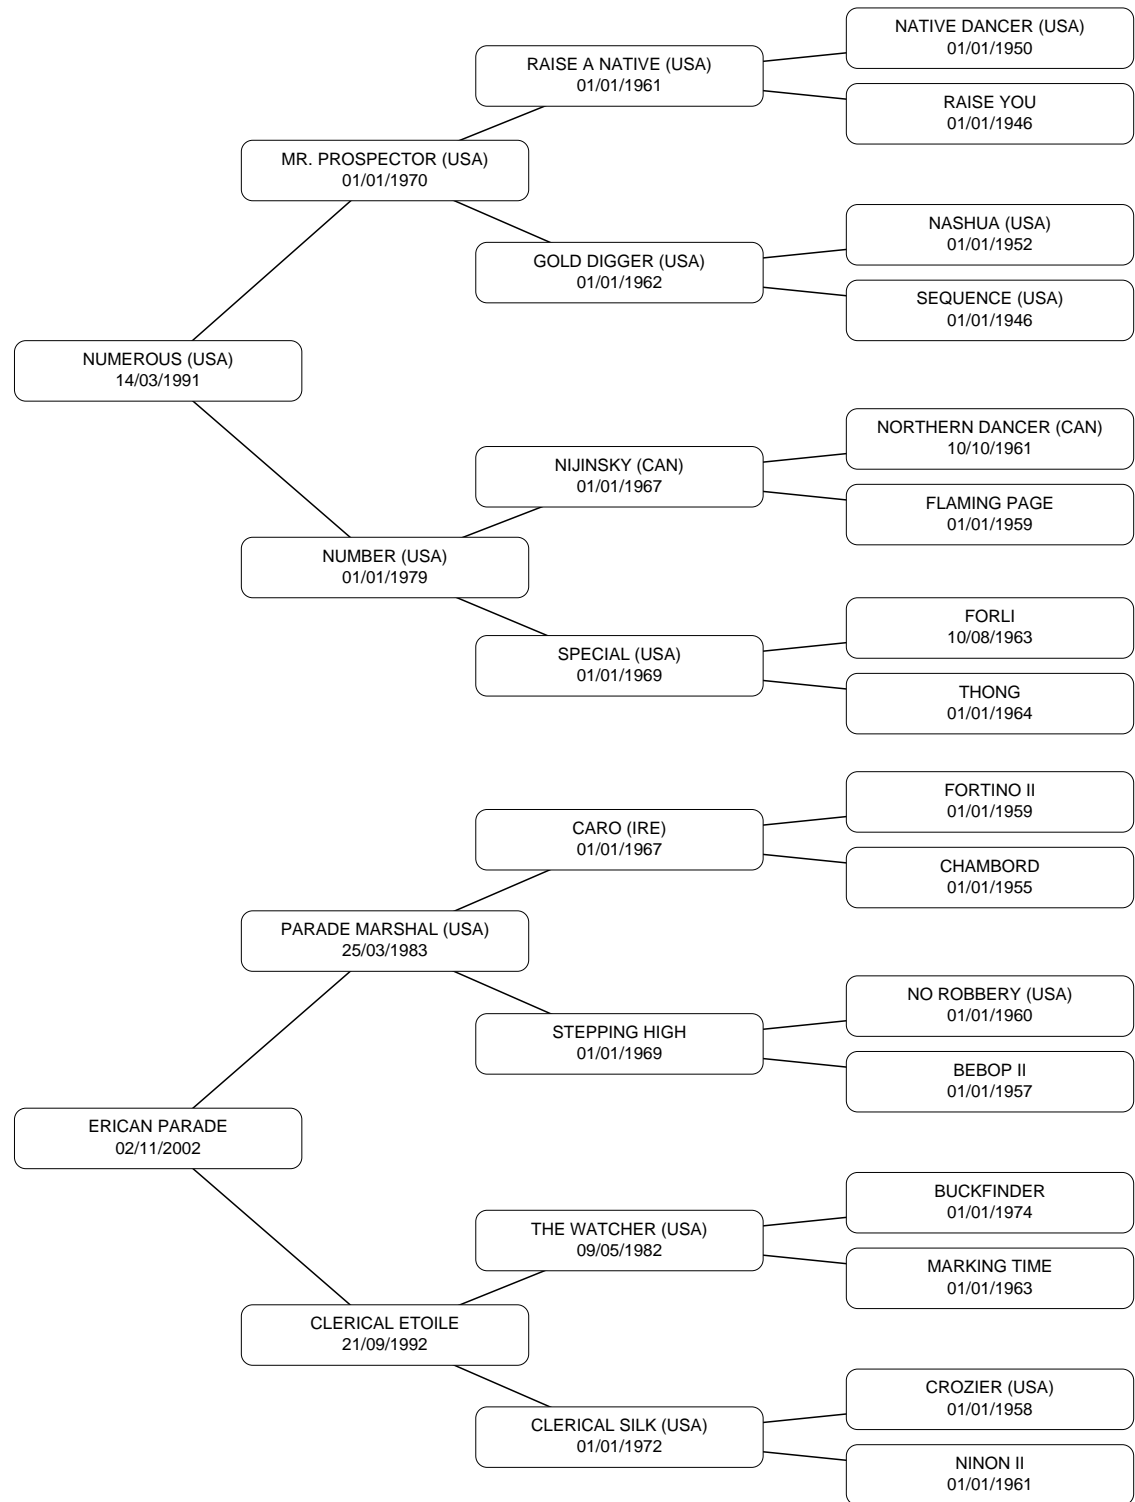 NATIVE DANCER (USA)
01/01/1950
RAISE A NATIVE (USA)
01/01/1961
RAISE YOU
01/01/1946
MR. PROSPECTOR (USA)
01/01/1970
NASHUA (USA)
01/01/1952
GOLD DIGGER (USA)
01/01/1962
SEQUENCE (USA)
01/01/1946
NUMEROUS (USA)
14/03/1991
NORTHERN DANCER (CAN)
10/10/1961
NIJINSKY (CAN)
01/01/1967
FLAMING PAGE
01/01/1959
NUMBER (USA)
01/01/1979
FORLI
10/08/1963
SPECIAL (USA)
01/01/1969
THONG
01/01/1964
FORTINO II
01/01/1959
CARO (IRE)
01/01/1967
CHAMBORD
01/01/1955
PARADE MARSHAL (USA)
25/03/1983
NO ROBBERY (USA)
01/01/1960
STEPPING HIGH
01/01/1969
BEBOP II
01/01/1957
ERICAN PARADE
02/11/2002
BUCKFINDER
01/01/1974
THE WATCHER (USA)
09/05/1982
MARKING TIME
01/01/1963
CLERICAL ETOILE
21/09/1992
CROZIER (USA)
01/01/1958
CLERICAL SILK (USA)
01/01/1972
NINON II
01/01/1961